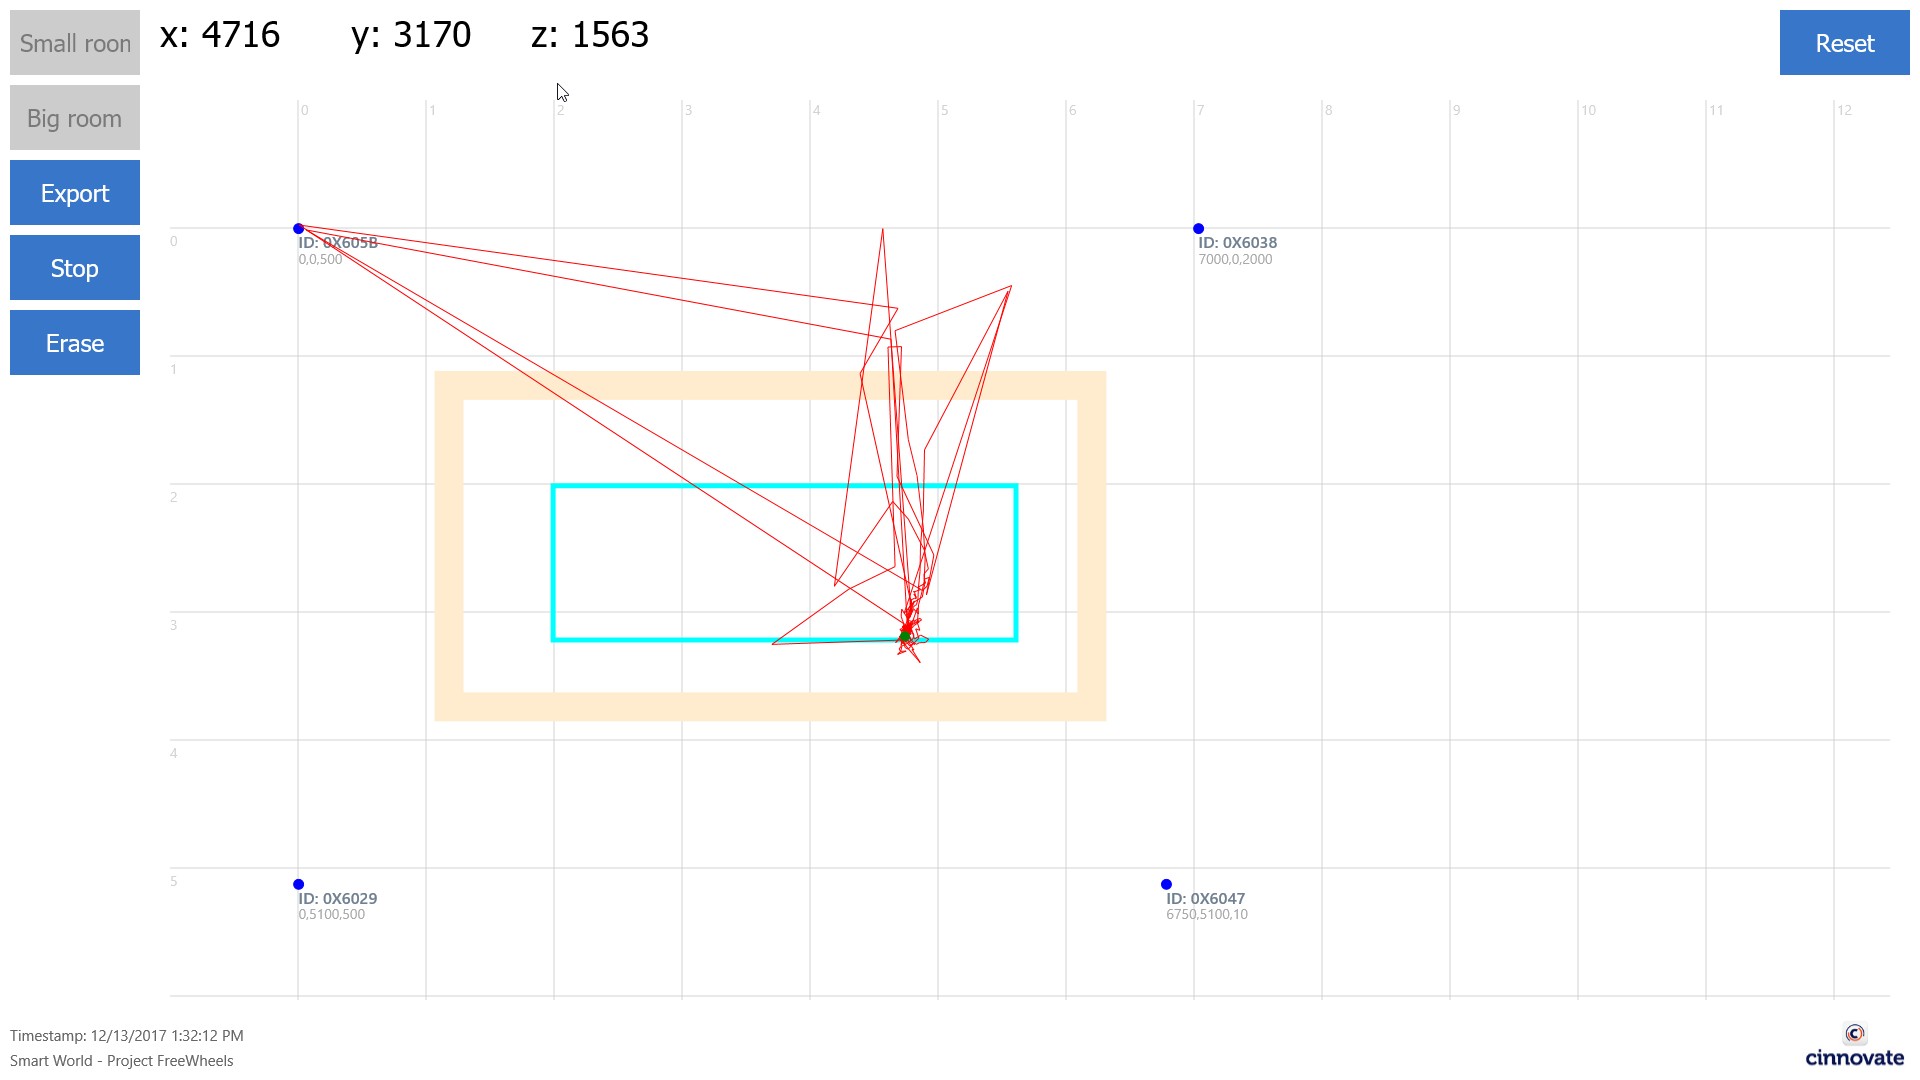 Small roon
x: 4716 y: 3170 z: 1563
Reset
Big room
Export
Stop
Erase
0 1 2 3 4 5 6 7 8 9 10 11 12
0
1
2
3
4
5
ID: 0X605B
0,0,500
ID: 0X6038
7000,0,2000
ID: 0X6029
0,5100,500
ID: 0X6047
6750,5100,10
Timestamp: 12/13/2017 1:32:12 PM
Smart World - Project FreeWheels
cinnovate